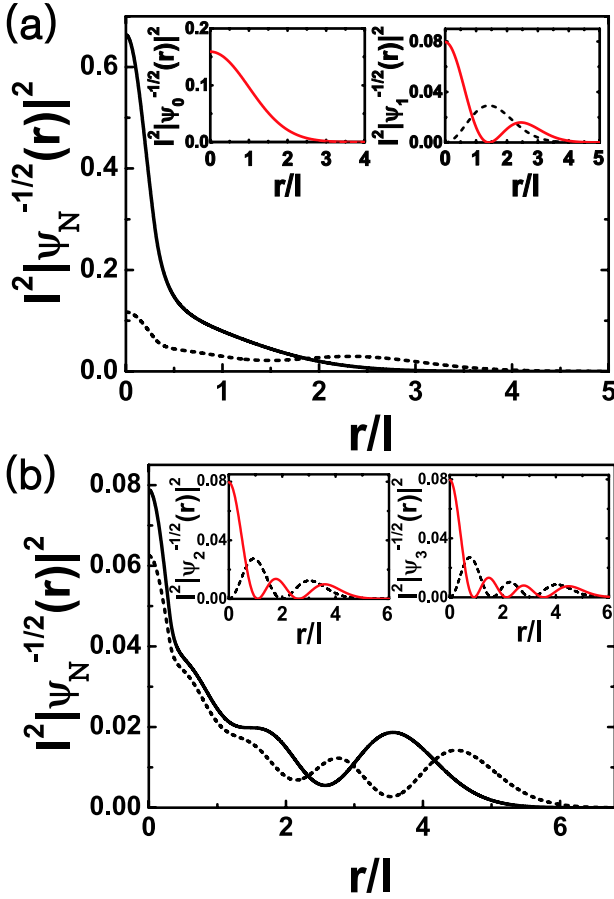 (a)
l²|ψ_N^-1/2(r)|²
0.6
0.4
0.2
0.0
0 1 2 3 4 5
r/l
l²|ψ_0^-1/2(r)|²
0.2
0.1
0.0
0 1 2 3 4
r/l
l²|ψ_1^-1/2(r)|²
0.08
0.04
0.00
0 1 2 3 4 5
r/l
(b)
l²|ψ_N^-1/2(r)|²
0.08
0.06
0.04
0.02
0.00
0 2 4 6
r/l
l²|ψ_2^-1/2(r)|²
0.08
0.04
0.00
0 2 4 6
r/l
l²|ψ_3^-1/2(r)|²
0.08
0.04
0.00
0 2 4 6
r/l